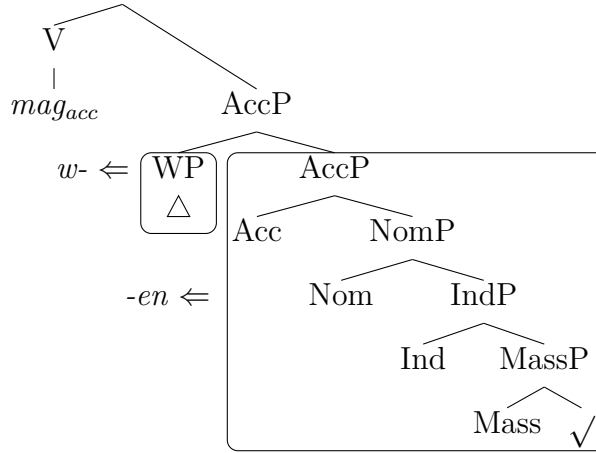 V
mag_acc AccP
w- ⇐ WP AccP
△ Acc NomP
-en ⇐ Nom IndP
Ind MassP
Mass √